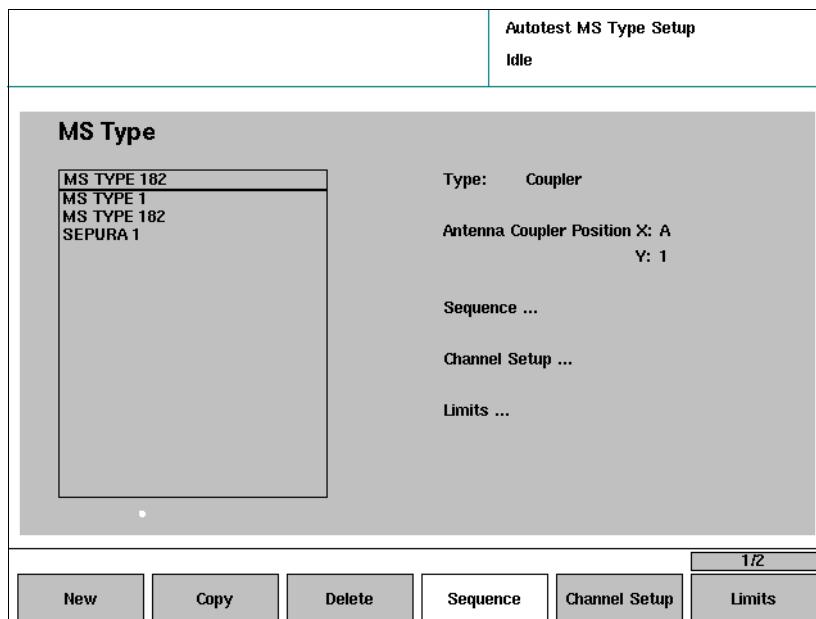 Autotest MS Type Setup
Idle
MS Type
MS TYPE 182
MS TYPE 1
MS TYPE 182
SEPURA 1
Type: Coupler
Antenna Coupler Position X: A
Y: 1
Sequence ...
Channel Setup ...
Limits ...
1/2
New Copy Delete Sequence Channel Setup Limits